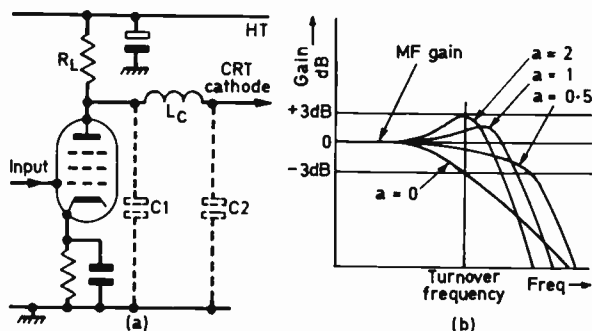 HT
R_L
CRT
cathode
L_C
Input
C1
C2
(a)
Gain
dB
MF gain
a = 2
a = 1
a = 0·5
+3dB
0
−3dB
a = 0
Turnover
frequency
Freq
(b)